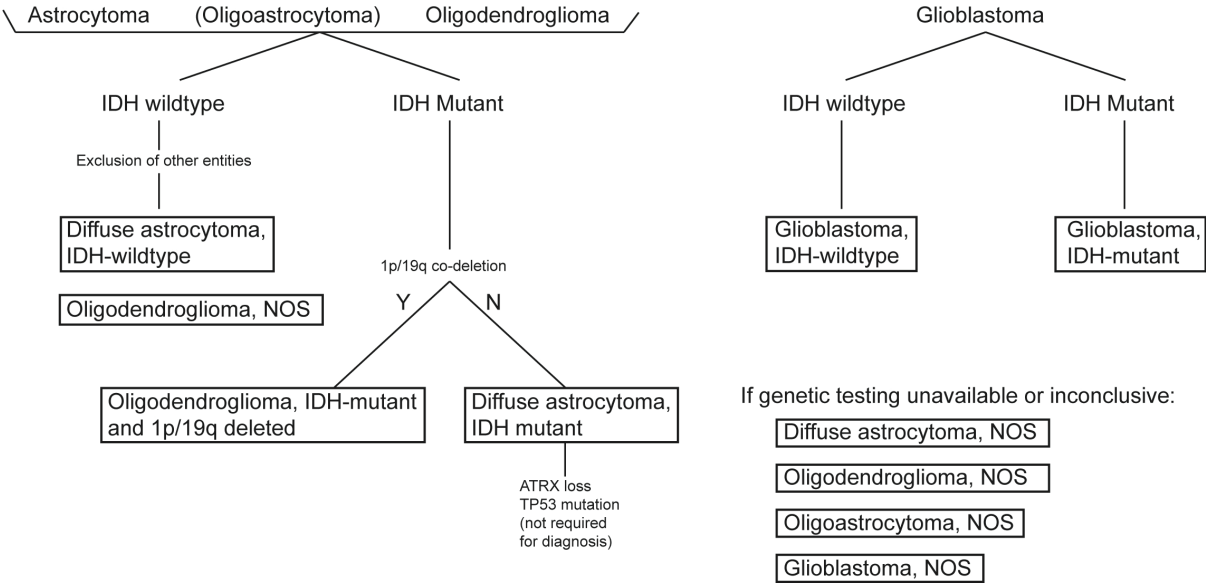 Astrocytoma (Oligoastrocytoma) Oligodendroglioma
IDH wildtype
IDH Mutant
Exclusion of other entities
Diffuse astrocytoma,
IDH-wildtype
Oligodendroglioma, NOS
1p/19q co-deletion
Y
N
Oligodendroglioma, IDH-mutant
and 1p/19q deleted
Diffuse astrocytoma,
IDH mutant
ATRX loss
TP53 mutation
(not required
for diagnosis)
Glioblastoma
IDH wildtype
IDH Mutant
Glioblastoma,
IDH-wildtype
Glioblastoma,
IDH-mutant
If genetic testing unavailable or inconclusive:
Diffuse astrocytoma, NOS
Oligodendroglioma, NOS
Oligoastrocytoma, NOS
Glioblastoma, NOS